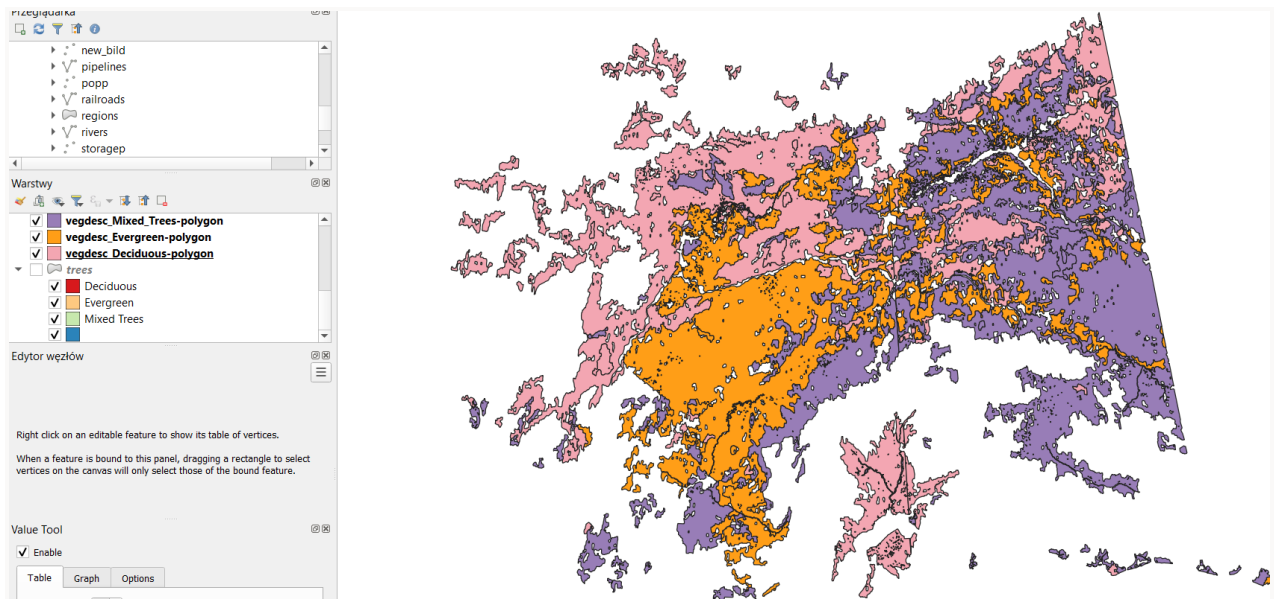 Przeglądarka
new_bild
pipelines
popp
railroads
regions
rivers
storagep
Warstwy
vegdesc_Mixed_Trees-polygon
vegdesc_Evergreen-polygon
vegdesc_Deciduous-polygon
trees
Deciduous
Evergreen
Mixed Trees
Edytor węzłów
Right click on an editable feature to show its table of vertices.
When a feature is bound to this panel, dragging a rectangle to select
vertices on the canvas will only select those of the bound feature.
Value Tool
Enable
Table Graph Options